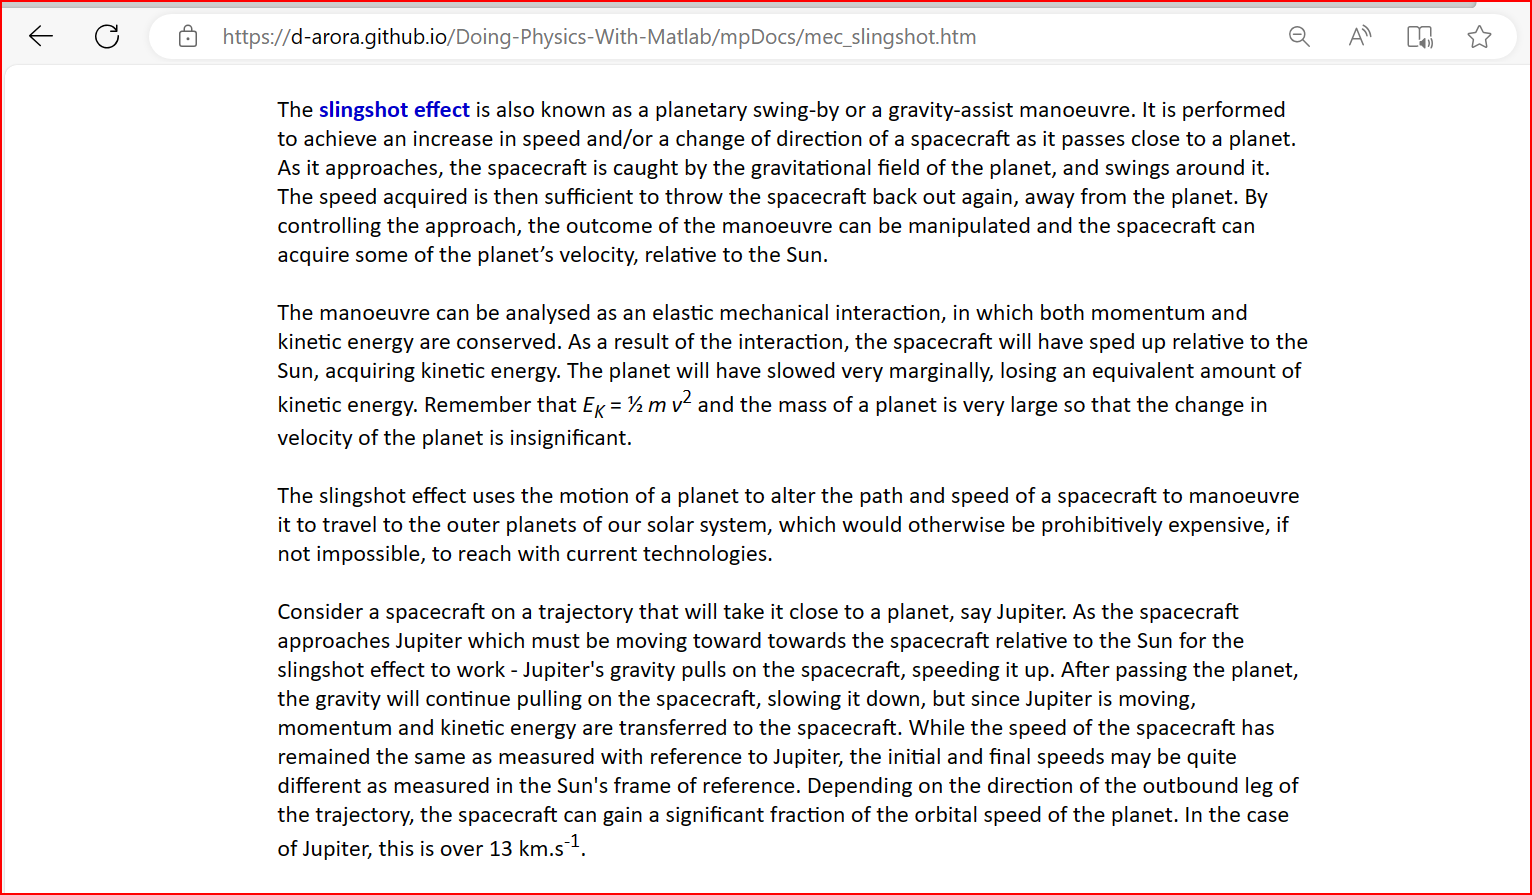 https://d-arora.github.io/Doing-Physics-With-Matlab/mpDocs/mec_slingshot.htm
The slingshot effect is also known as a planetary swing-by or a gravity-assist manoeuvre. It is performed
to achieve an increase in speed and/or a change of direction of a spacecraft as it passes close to a planet.
As it approaches, the spacecraft is caught by the gravitational field of the planet, and swings around it.
The speed acquired is then sufficient to throw the spacecraft back out again, away from the planet. By
controlling the approach, the outcome of the manoeuvre can be manipulated and the spacecraft can
acquire some of the planet’s velocity, relative to the Sun.
The manoeuvre can be analysed as an elastic mechanical interaction, in which both momentum and
kinetic energy are conserved. As a result of the interaction, the spacecraft will have sped up relative to the
Sun, acquiring kinetic energy. The planet will have slowed very marginally, losing an equivalent amount of
kinetic energy. Remember that E_K = ½ m v² and the mass of a planet is very large so that the change in
velocity of the planet is insignificant.
The slingshot effect uses the motion of a planet to alter the path and speed of a spacecraft to manoeuvre
it to travel to the outer planets of our solar system, which would otherwise be prohibitively expensive, if
not impossible, to reach with current technologies.
Consider a spacecraft on a trajectory that will take it close to a planet, say Jupiter. As the spacecraft
approaches Jupiter which must be moving toward towards the spacecraft relative to the Sun for the
slingshot effect to work - Jupiter's gravity pulls on the spacecraft, speeding it up. After passing the planet,
the gravity will continue pulling on the spacecraft, slowing it down, but since Jupiter is moving,
momentum and kinetic energy are transferred to the spacecraft. While the speed of the spacecraft has
remained the same as measured with reference to Jupiter, the initial and final speeds may be quite
different as measured in the Sun's frame of reference. Depending on the direction of the outbound leg of
the trajectory, the spacecraft can gain a significant fraction of the orbital speed of the planet. In the case
of Jupiter, this is over 13 km.s⁻¹.